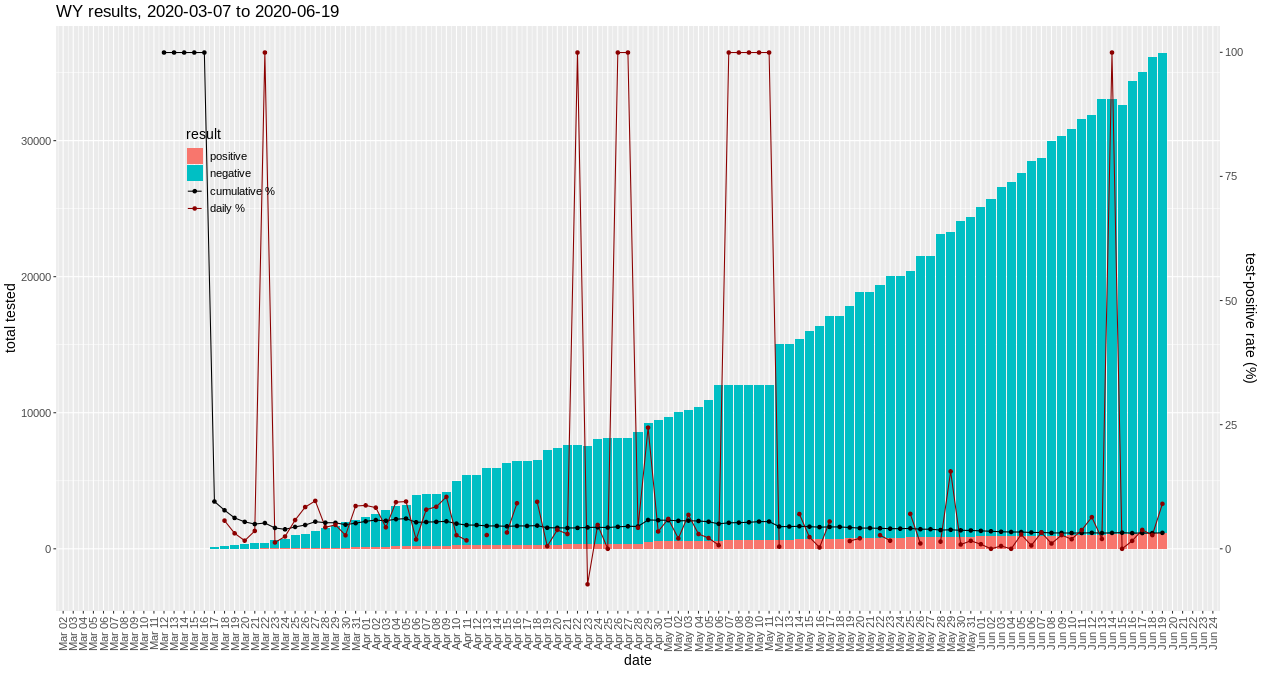 WY results, 2020-03-07 to 2020-06-19
total tested
30000
20000
10000
0
result
positive
negative
cumulative %
daily %
100
75
50
25
0
test-positive rate (%)
Mar 02
Mar 03
Mar 04
Mar 05
Mar 06
Mar 07
Mar 08
Mar 09
Mar 10
Mar 11
Mar 12
Mar 13
Mar 14
Mar 15
Mar 16
Mar 17
Mar 18
Mar 19
Mar 20
Mar 21
Mar 22
Mar 23
Mar 24
Mar 25
Mar 26
Mar 27
Mar 28
Mar 29
Mar 30
Mar 31
Apr 01
Apr 02
Apr 03
Apr 04
Apr 05
Apr 06
Apr 07
Apr 08
Apr 09
Apr 10
Apr 11
Apr 12
Apr 13
Apr 14
Apr 15
Apr 16
Apr 17
Apr 18
Apr 19
Apr 20
Apr 21
Apr 22
Apr 23
Apr 24
Apr 25
Apr 26
Apr 27
Apr 28
Apr 29
Apr 30
May 01
May 02
May 03
May 04
May 05
May 06
May 07
May 08
May 09
May 10
May 11
May 12
May 13
May 14
May 15
May 16
May 17
May 18
May 19
May 20
May 21
May 22
May 23
May 24
May 25
May 26
May 27
May 28
May 29
May 30
May 31
Jun 01
Jun 02
Jun 03
Jun 04
Jun 05
Jun 06
Jun 07
Jun 08
Jun 09
Jun 10
Jun 11
Jun 12
Jun 13
Jun 14
Jun 15
Jun 16
Jun 17
Jun 18
Jun 19
Jun 20
Jun 21
Jun 22
Jun 23
Jun 24
date